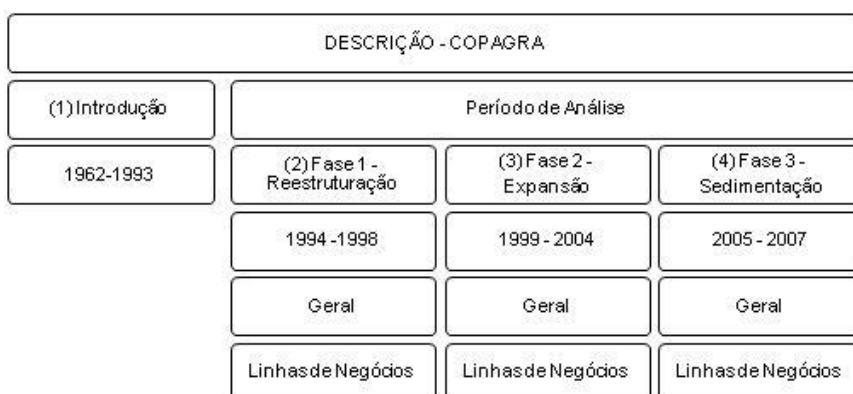 DESCRIÇÃO - COPAGRA
(1) Introdução
Período de Análise
1962-1993
(2) Fase 1 -
Reestruturação
(3) Fase 2 -
Expansão
(4) Fase 3 -
Sedimentação
1994 -1998
1999 - 2004
2005 - 2007
Geral
Geral
Geral
Linhas de Negócios
Linhas de Negócios
Linhas de Negócios